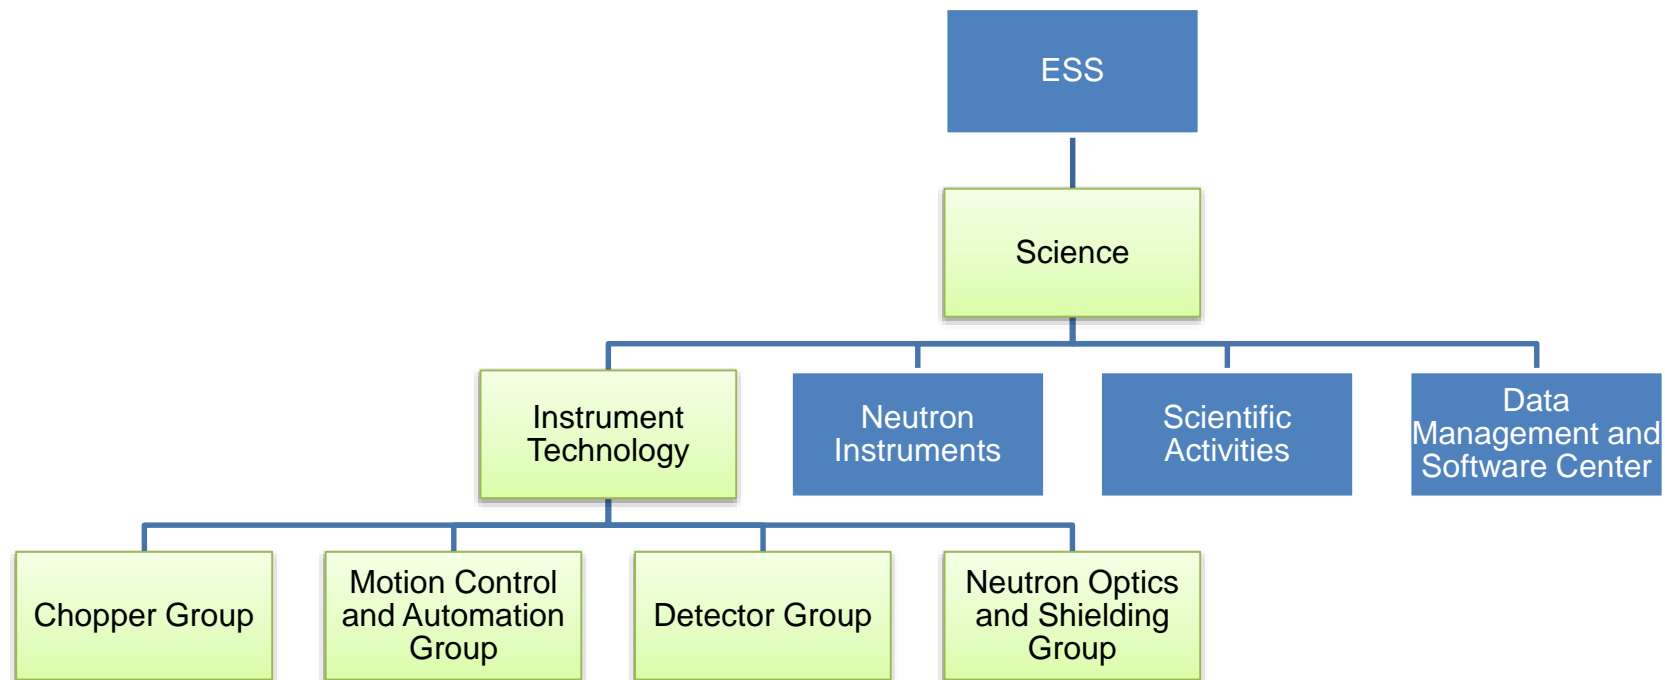 ESS
Science
Instrument
Technology
Neutron
Instruments
Scientific
Activities
Data
Management and
Software Center
Chopper Group
Motion Control
and Automation
Group
Detector Group
Neutron Optics
and Shielding
Group